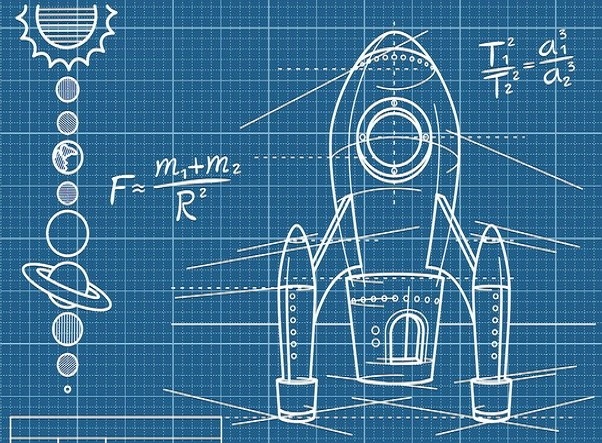 T₁²/T₂² = a₁³/a₂³
F ≈ m₁+m₂/R²